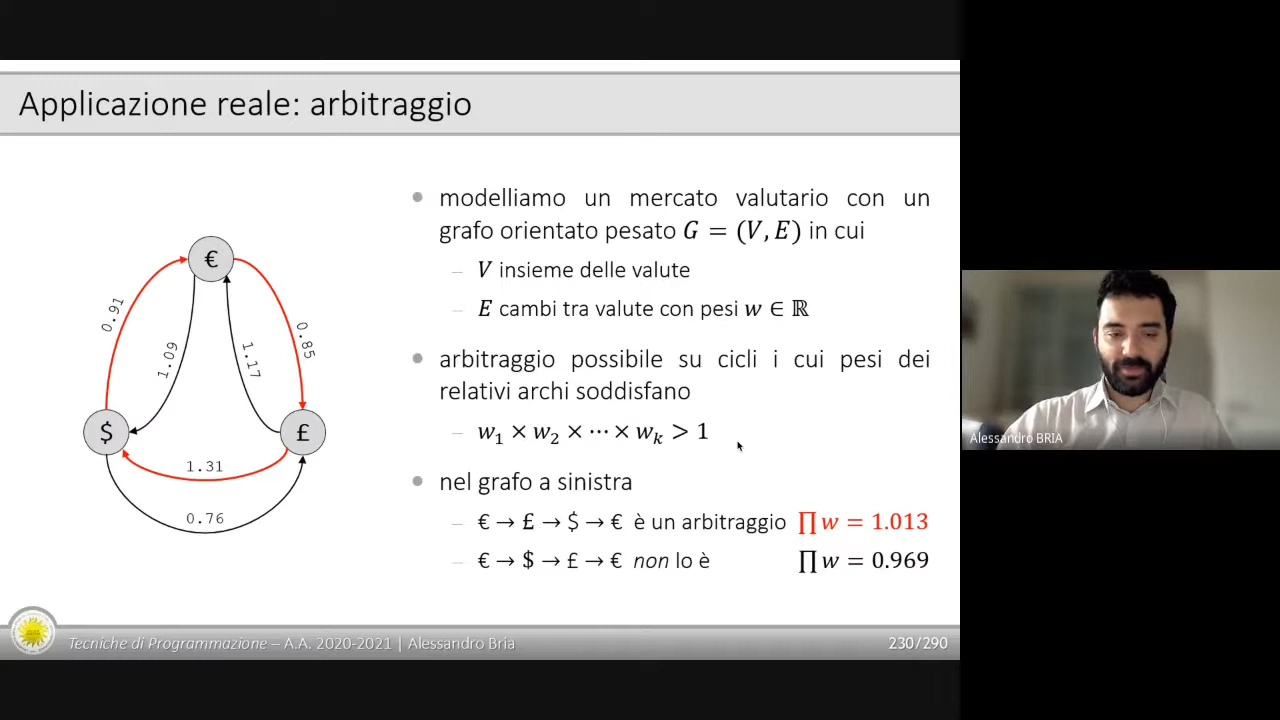 Applicazione reale: arbitraggio
€
0.91
1.09
1.17
0.85
$
£
1.31
0.76
• modelliamo un mercato valutario con un
grafo orientato pesato G = (V, E) in cui
– V insieme delle valute
– E cambi tra valute con pesi w ∈ ℝ
• arbitraggio possibile su cicli i cui pesi dei
relativi archi soddisfano
– w₁ × w₂ × ⋯ × wₖ > 1
• nel grafo a sinistra
– € → £ → $ → € è un arbitraggio ∏ w = 1.013
– € → $ → £ → € non lo è ∏ w = 0.969
Tecniche di Programmazione – A.A. 2020-2021 | Alessandro Bria
230/290
Alessandro BRIA